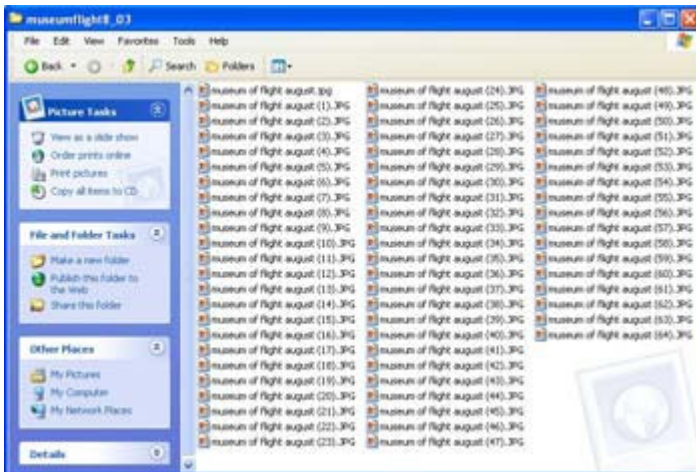 museumflight8_03
File Edit View Favorites Tools Help
Back Search Folders
Picture Tasks
View as a slide show
Order prints online
Print pictures
Copy all items to CD
File and Folder Tasks
Make a new folder
Publish this folder to
the Web
Share this folder
Other Places
My Pictures
My Computer
My Network Places
Details
museum of flight august.jpg
museum of flight august (1).JPG
museum of flight august (2).JPG
museum of flight august (3).JPG
museum of flight august (4).JPG
museum of flight august (5).JPG
museum of flight august (6).JPG
museum of flight august (7).JPG
museum of flight august (8).JPG
museum of flight august (9).JPG
museum of flight august (10).JPG
museum of flight august (11).JPG
museum of flight august (12).JPG
museum of flight august (13).JPG
museum of flight august (14).JPG
museum of flight august (15).JPG
museum of flight august (16).JPG
museum of flight august (17).JPG
museum of flight august (18).JPG
museum of flight august (19).JPG
museum of flight august (20).JPG
museum of flight august (21).JPG
museum of flight august (22).JPG
museum of flight august (23).JPG
museum of flight august (24).JPG
museum of flight august (25).JPG
museum of flight august (26).JPG
museum of flight august (27).JPG
museum of flight august (28).JPG
museum of flight august (29).JPG
museum of flight august (30).JPG
museum of flight august (31).JPG
museum of flight august (32).JPG
museum of flight august (33).JPG
museum of flight august (34).JPG
museum of flight august (35).JPG
museum of flight august (36).JPG
museum of flight august (37).JPG
museum of flight august (38).JPG
museum of flight august (39).JPG
museum of flight august (40).JPG
museum of flight august (41).JPG
museum of flight august (42).JPG
museum of flight august (43).JPG
museum of flight august (44).JPG
museum of flight august (45).JPG
museum of flight august (46).JPG
museum of flight august (47).JPG
museum of flight august (48).JPG
museum of flight august (49).JPG
museum of flight august (50).JPG
museum of flight august (51).JPG
museum of flight august (52).JPG
museum of flight august (53).JPG
museum of flight august (54).JPG
museum of flight august (55).JPG
museum of flight august (56).JPG
museum of flight august (57).JPG
museum of flight august (58).JPG
museum of flight august (59).JPG
museum of flight august (60).JPG
museum of flight august (61).JPG
museum of flight august (62).JPG
museum of flight august (63).JPG
museum of flight august (64).JPG